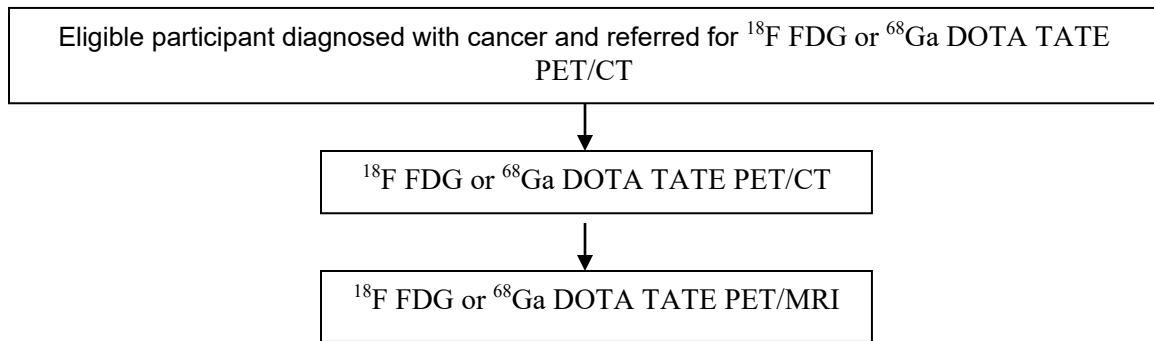 Eligible participant diagnosed with cancer and referred for ¹⁸F FDG or ⁶⁸Ga DOTA TATE
PET/CT
¹⁸F FDG or ⁶⁸Ga DOTA TATE PET/CT
¹⁸F FDG or ⁶⁸Ga DOTA TATE PET/MRI